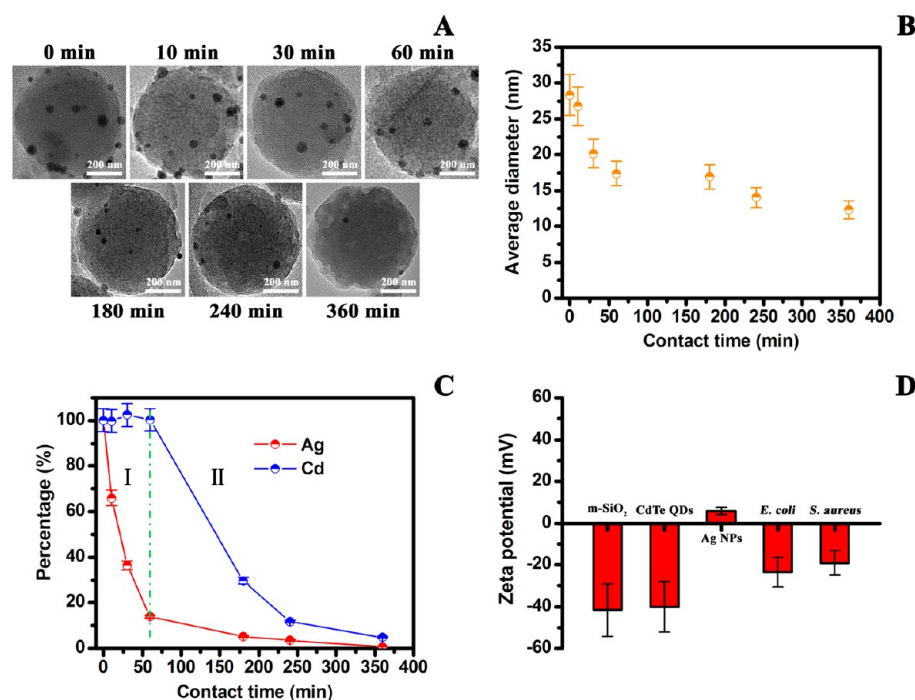 A
0 min 10 min 30 min 60 min
200 nm 200 nm 200 nm 200 nm
200 nm 200 nm 200 nm
180 min 240 min 360 min
B
35
30
25
20
15
10
5
0
Average diameter (nm)
0 50 100 150 200 250 300 350 400
Contact time (min)
C
100
80
60
40
20
0
Percentage (%)
I II
Ag
Cd
0 50 100 150 200 250 300 350 400
Contact time (min)
D
60
40
20
0
-20
-40
-60
Zeta potential (mV)
m-SiO₂ CdTe QDs Ag NPs E. coli S. aureus